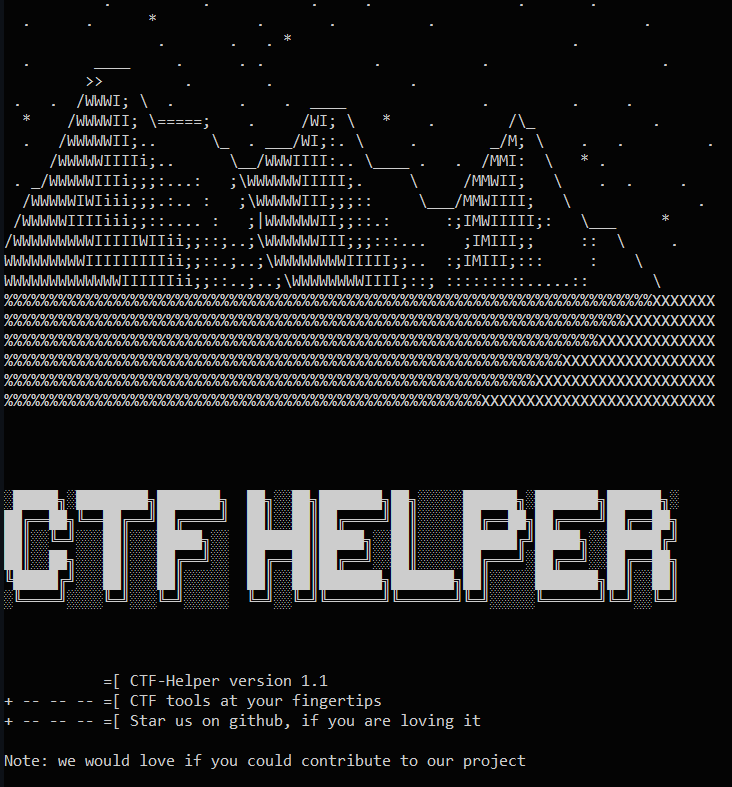 CTF HELPER
=[ CTF-Helper version 1.1
+ -- -- -- =[ CTF tools at your fingertips
+ -- -- -- =[ Star us on github, if you are loving it
Note: we would love if you could contribute to our project